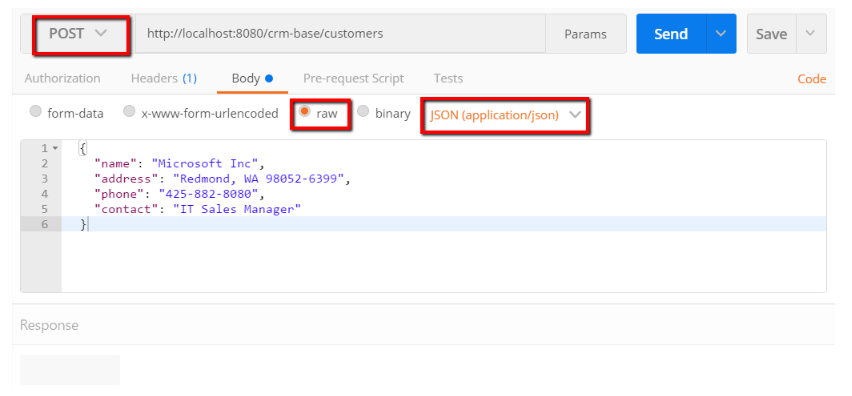 POST http://localhost:8080/crm-base/customers Params Send Save
Authorization Headers (1) Body Pre-request Script Tests Code
form-data x-www-form-urlencoded raw binary JSON (application/json)
1 {
2 "name": "Microsoft Inc",
3 "address": "Redmond, WA 98052-6399",
4 "phone": "425-882-8080",
5 "contact": "IT Sales Manager"
6 }
Response